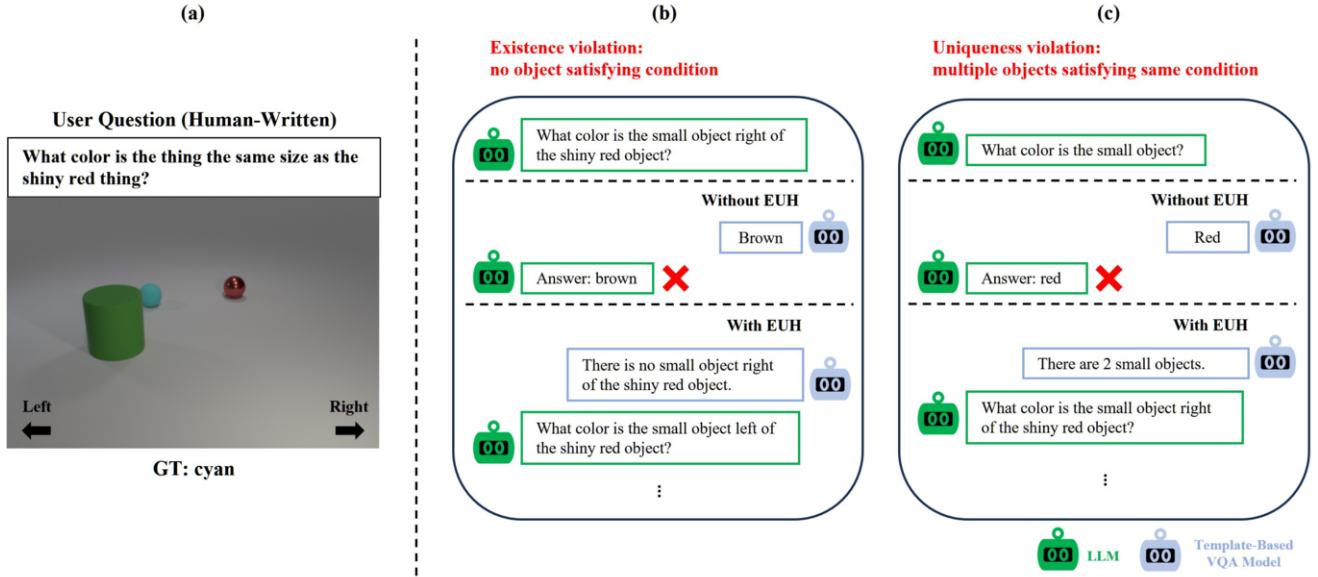 (a)
User Question (Human-Written)
What color is the thing the same size as the
shiny red thing?
Left
Right
GT: cyan
(b)
Existence violation:
no object satisfying condition
What color is the small object right of
the shiny red object?
Without EUH
Brown
Answer: brown
With EUH
There is no small object right
of the shiny red object.
What color is the small object left of
the shiny red object?
⋮
(c)
Uniqueness violation:
multiple objects satisfying same condition
What color is the small object?
Without EUH
Red
Answer: red
With EUH
There are 2 small objects.
What color is the small object right
of the shiny red object?
⋮
LLM
Template-Based
VQA Model